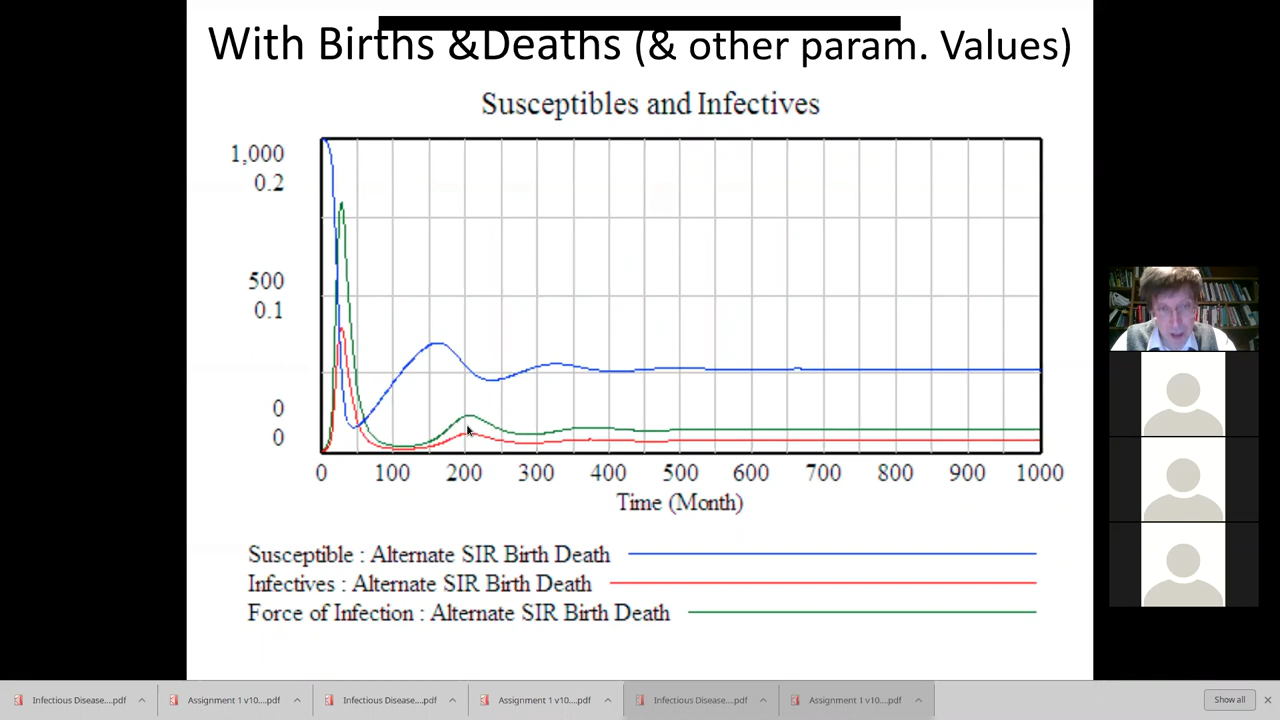 With Births &Deaths (& other param. Values)
Susceptibles and Infectives
1,000
0.2
500
0.1
0
0
0 100 200 300 400 500 600 700 800 900 1000
Time (Month)
Susceptible : Alternate SIR Birth Death
Infectives : Alternate SIR Birth Death
Force of Infection : Alternate SIR Birth Death
Infectious Disease....pdf Assignment 1 v10....pdf Infectious Disease....pdf Assignment 1 v10....pdf Infectious Disease....pdf Assignment 1 v10....pdf Show all